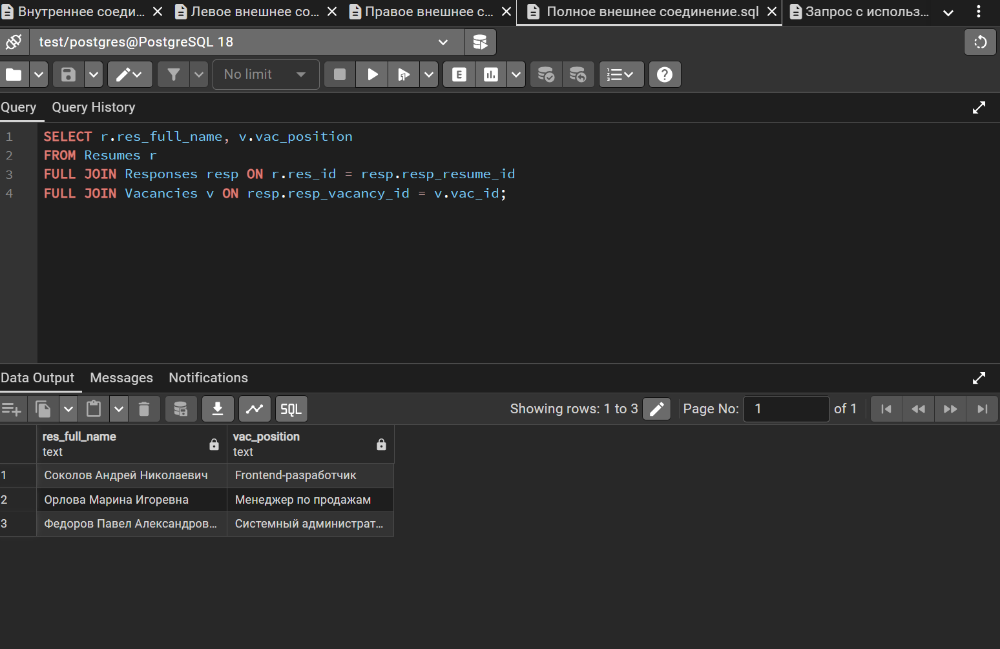 Внутреннее соеди...
Левое внешнее со...
Правое внешнее с...
Полное внешнее соединение.sql
Запрос с использ...
test/postgres@PostgreSQL 18
No limit
E
Query
Query History
1 SELECT r.res_full_name, v.vac_position
2 FROM Resumes r
3 FULL JOIN Responses resp ON r.res_id = resp.resp_resume_id
4 FULL JOIN Vacancies v ON resp.resp_vacancy_id = v.vac_id;
Data Output
Messages
Notifications
SQL
Showing rows: 1 to 3
Page No: 1 of 1
res_full_name
text
vac_position
text
1 Соколов Андрей Николаевич Frontend-разработчик
2 Орлова Марина Игоревна Менеджер по продажам
3 Федоров Павел Александров... Системный администрат...